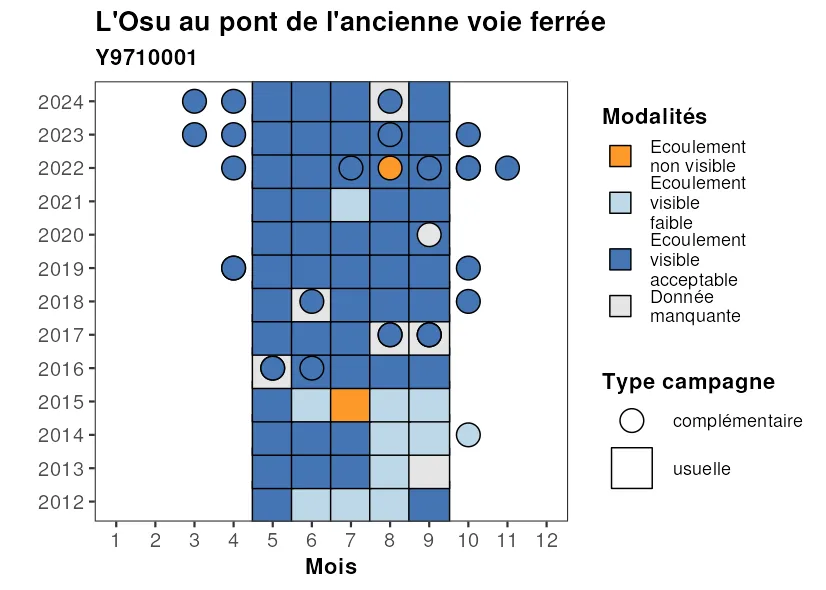 L'Osu au pont de l'ancienne voie ferrée
Y9710001
2024
2023
2022
2021
2020
2019
2018
2017
2016
2015
2014
2013
2012
1 2 3 4 5 6 7 8 9 10 11 12
Mois
Modalités
Ecoulement
non visible
Ecoulement
visible
faible
Ecoulement
visible
acceptable
Donnée
manquante
Type campagne
complémentaire
usuelle